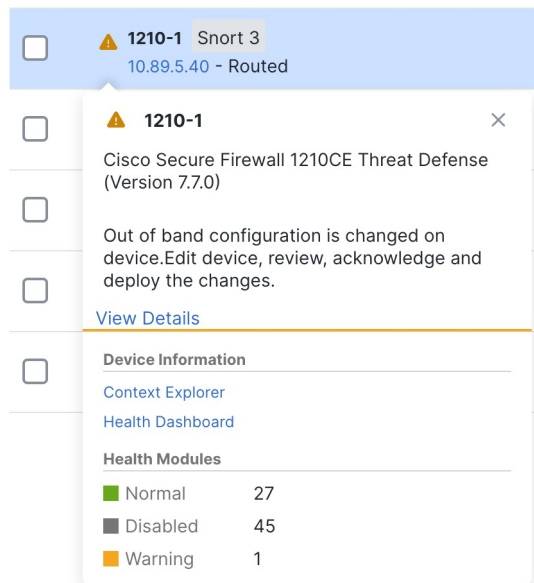 1210-1 Snort 3
10.89.5.40 - Routed
1210-1
Cisco Secure Firewall 1210CE Threat Defense
(Version 7.7.0)
Out of band configuration is changed on
device.Edit device, review, acknowledge and
deploy the changes.
View Details
Device Information
Context Explorer
Health Dashboard
Health Modules
Normal 27
Disabled 45
Warning 1